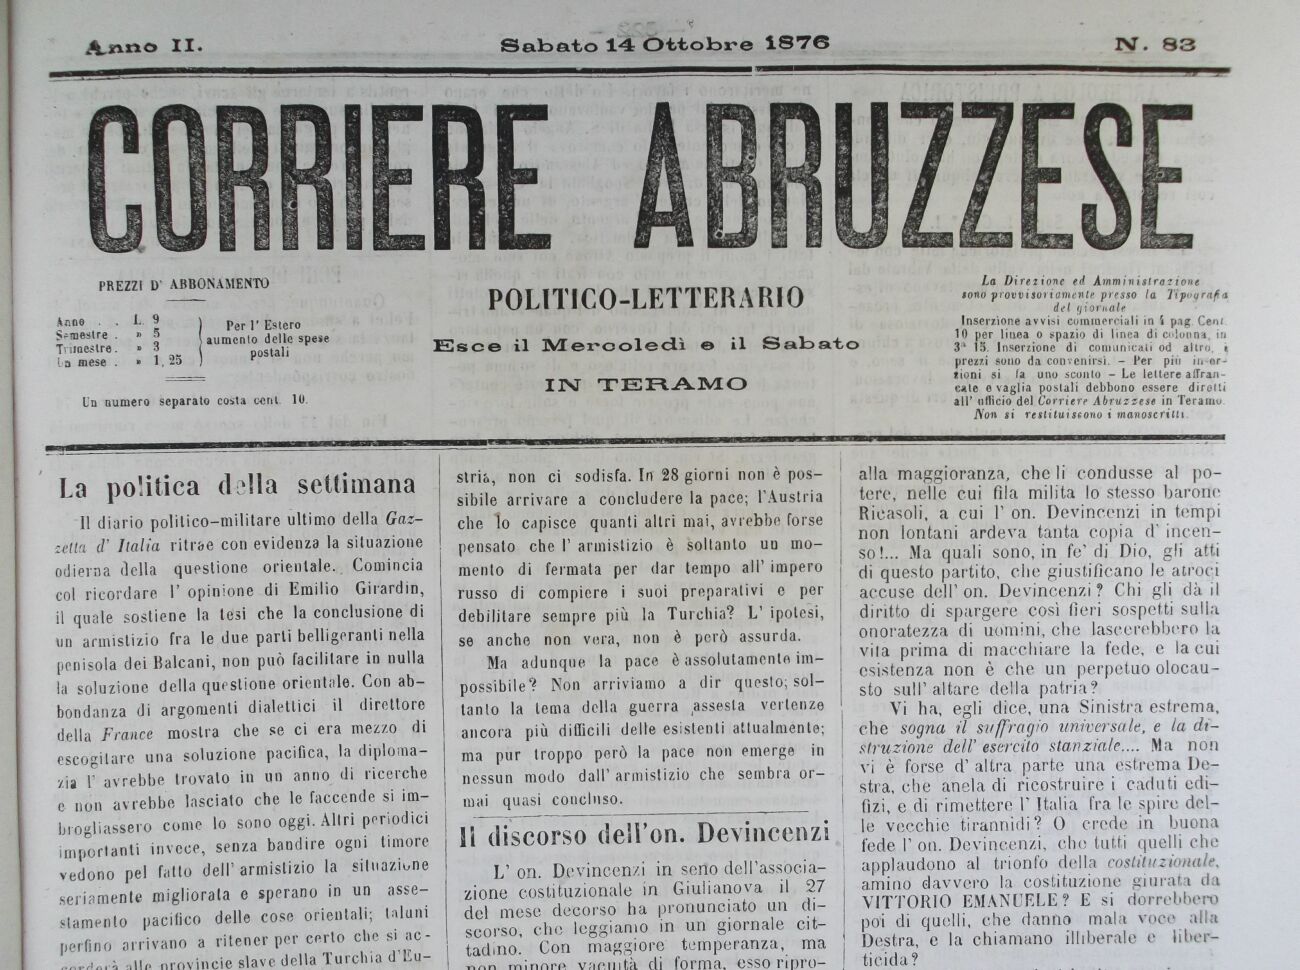 Anno II.
Sabato 14 Ottobre 1876
N. 83
CORRIERE ABRUZZESE
PREZZI D' ABBONAMENTO
Anno . . L. 9
Semestre . » 5
Trimestre . » 3
Un mese . » 1, 25
Per l' Estero
aumento delle spese
postali
Un numero separato costa cent. 10.
POLITICO-LETTERARIO
Esce il Mercoledì e il Sabato
IN TERAMO
La Direzione ed Amministrazione
sono provvisoriamente presso la Tipografia
del giornale
Inserzione avvisi commerciali in 4 pag. Cent.
10 per linea o spazio di linea di colonna, in
3ª 15. Inserzione di comunicati od altro, i
prezzi sono da convenirsi. – Per più inser-
zioni si fa uno sconto – Le lettere affran-
cate e vaglia postali debbono essere diretti
all' ufficio del Corriere Abruzzese in Teramo.
Non si restituiscono i manoscritti.
La politica della settimana
Il diario politico-militare ultimo della Gaz-
zetta d' Italia ritrae con evidenza la situazione
odierna della questione orientale. Comincia
col ricordare l' opinione di Emilio Girardin,
il quale sostiene la tesi che la conclusione di
un armistizio fra le due parti belligeranti nella
penisola dei Balcani, non può facilitare in nulla
la soluzione della questione orientale. Con ab-
bondanza di argomenti dialettici il direttore
della France mostra che se ci era mezzo di
escogitare una soluzione pacifica, la diploma-
zia l' avrebbe trovato in un anno di ricerche
e non avrebbe lasciato che le faccende si im-
brogliassero come lo sono oggi. Altri periodici
importanti invece, senza bandire ogni timore
vedono pel fatto dell' armistizio la situazione
seriamente migliorata e sperano in un asse-
stamento pacifico delle cose orientali; taluni
perfino arrivano a ritener per certo che si ac-
corderà alle provincie slave della Turchia d'Eu-
stria, non ci sodisfa. In 28 giorni non è pos-
sibile arrivare a concludere la pace; l'Austria
che lo capisce quanti altri mai, avrebbe forse
pensato che l' armistizio è soltanto un mo-
mento di fermata per dar tempo all' impero
russo di compiere i suoi preparativi e per
debilitare sempre più la Turchia? L' ipotesi,
se anche non vera, non è però assurda.
Ma adunque la pace è assolutamente im-
possibile? Non arriviamo a dir questo; sol-
tanto la tema della guerra assesta vertenze
ancora più difficili delle esistenti attualmente;
ma pur troppo però la pace non emerge in
nessun modo dall' armistizio che sembra or-
mai quasi concluso.
Il discorso dell'on. Devincenzi
L' on. Devincenzi in seno dell'associa-
zione costituzionale in Giulianova il 27
del mese decorso ha pronunciato un di-
scorso, che leggiamo in un giornale cit-
tadino. Con maggiore temperanza, ma
non minore vacuità di forma, esso ripro-
alla maggioranza, che li condusse al po-
tere, nelle cui fila milita lo stesso barone
Ricasoli, a cui l' on. Devincenzi in tempi
non lontani ardeva tanta copia d' incen-
so!... Ma quali sono, in fe' di Dio, gli atti
di questo partito, che giustificano le atroci
accuse dell' on. Devincenzi? Chi gli dà il
diritto di spargere così fieri sospetti sulla
onoratezza di uomini, che lascerebbero la
vita prima di macchiare la fede, e la cui
esistenza non è che un perpetuo olocau-
sto sull' altare della patria?
Vi ha, egli dice, una Sinistra estrema,
che sogna il suffragio universale, e la di-
struzione dell' esercito stanziale.... Ma non
vi è forse d' altra parte una estrema De-
stra, che anela di ricostruire i caduti edi-
fizi, e di rimettere l' Italia fra le spire del-
le vecchie tirannidi? O crede in buona
fede l' on. Devincenzi, che tutti quelli che
applaudono al trionfo della costituzionale,
amino davvero la costituzione giurata da
VITTORIO EMANUELE? E si dorrebbero
poi di quelli, che danno mala voce alla
Destra, e la chiamano illiberale e liber-
ticida?